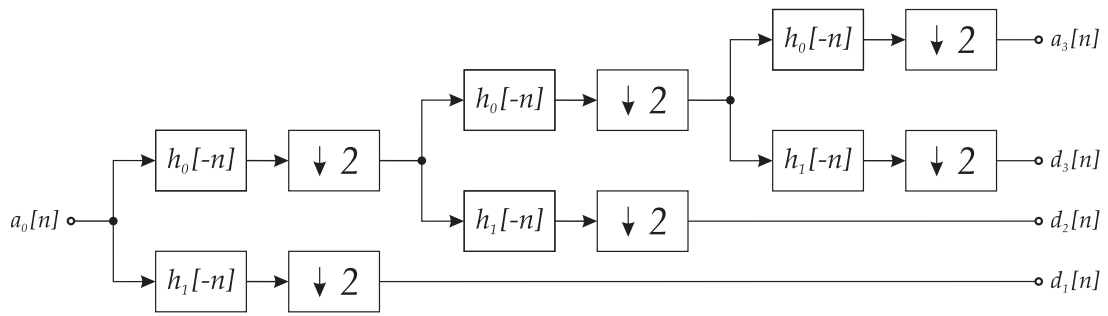 h₀[-n] ↓ 2 a₃[n]
h₀[-n] ↓ 2
h₀[-n] ↓ 2 h₁[-n] ↓ 2 d₃[n]
a₀[n] h₁[-n] ↓ 2 d₂[n]
h₁[-n] ↓ 2 d₁[n]